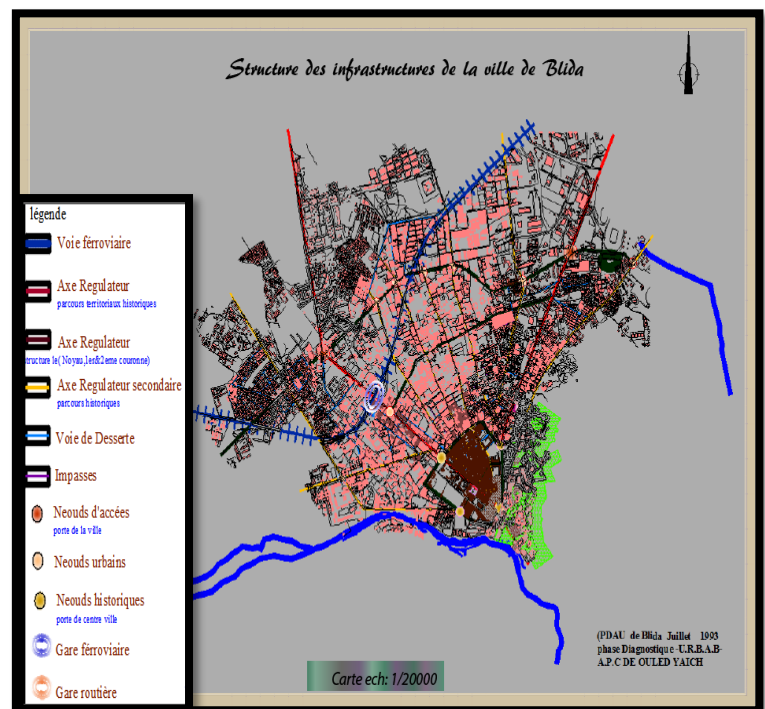 Structure des infrastructures de la ville de Blida
légende
Voie férroviaire
Axe Regulateur
parcours territoriaux historiques
Axe Regulateur
tructure le( Noyau,1er&2eme couronne)
Axe Regulateur secondaire
parcours historiques
Voie de Desserte
Impasses
Neouds d'accées
porte de la ville
Neouds urbains
Neouds historiques
porte de centre ville
Gare férroviaire
Gare routière
Carte ech: 1/20000
(PDAU de Blida Juillet 1993
phase Diagnostique -U.R.B.A.B-
A.P.C DE OULED YAICH